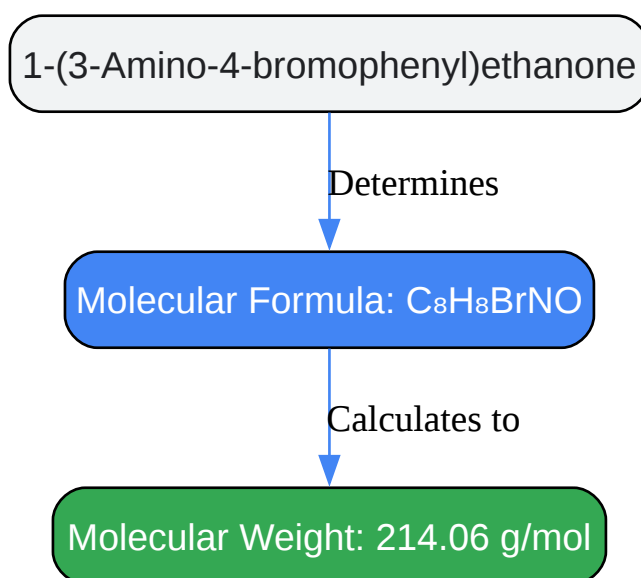 1-(3-Amino-4-bromophenyl)ethanone
Determines
Molecular Formula: C₈H₈BrNO
Calculates to
Molecular Weight: 214.06 g/mol